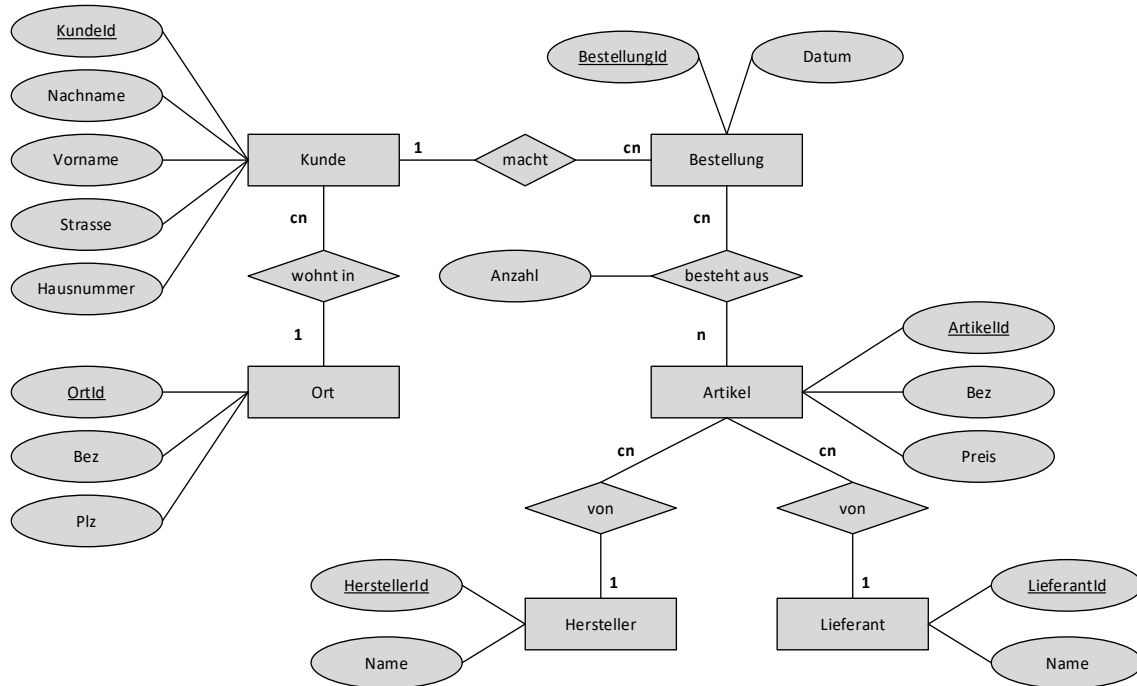 KundeId
BestellungId
Datum
Nachname
Kunde
1
macht
cn
Bestellung
Vorname
Strasse
cn
cn
Hausnummer
wohnt in
Anzahl
besteht aus
1
n
ArtikelId
OrtId
Ort
Artikel
Bez
Bez
cn
cn
Preis
Plz
von
von
HerstellerId
1
1
LieferantId
Hersteller
Lieferant
Name
Name